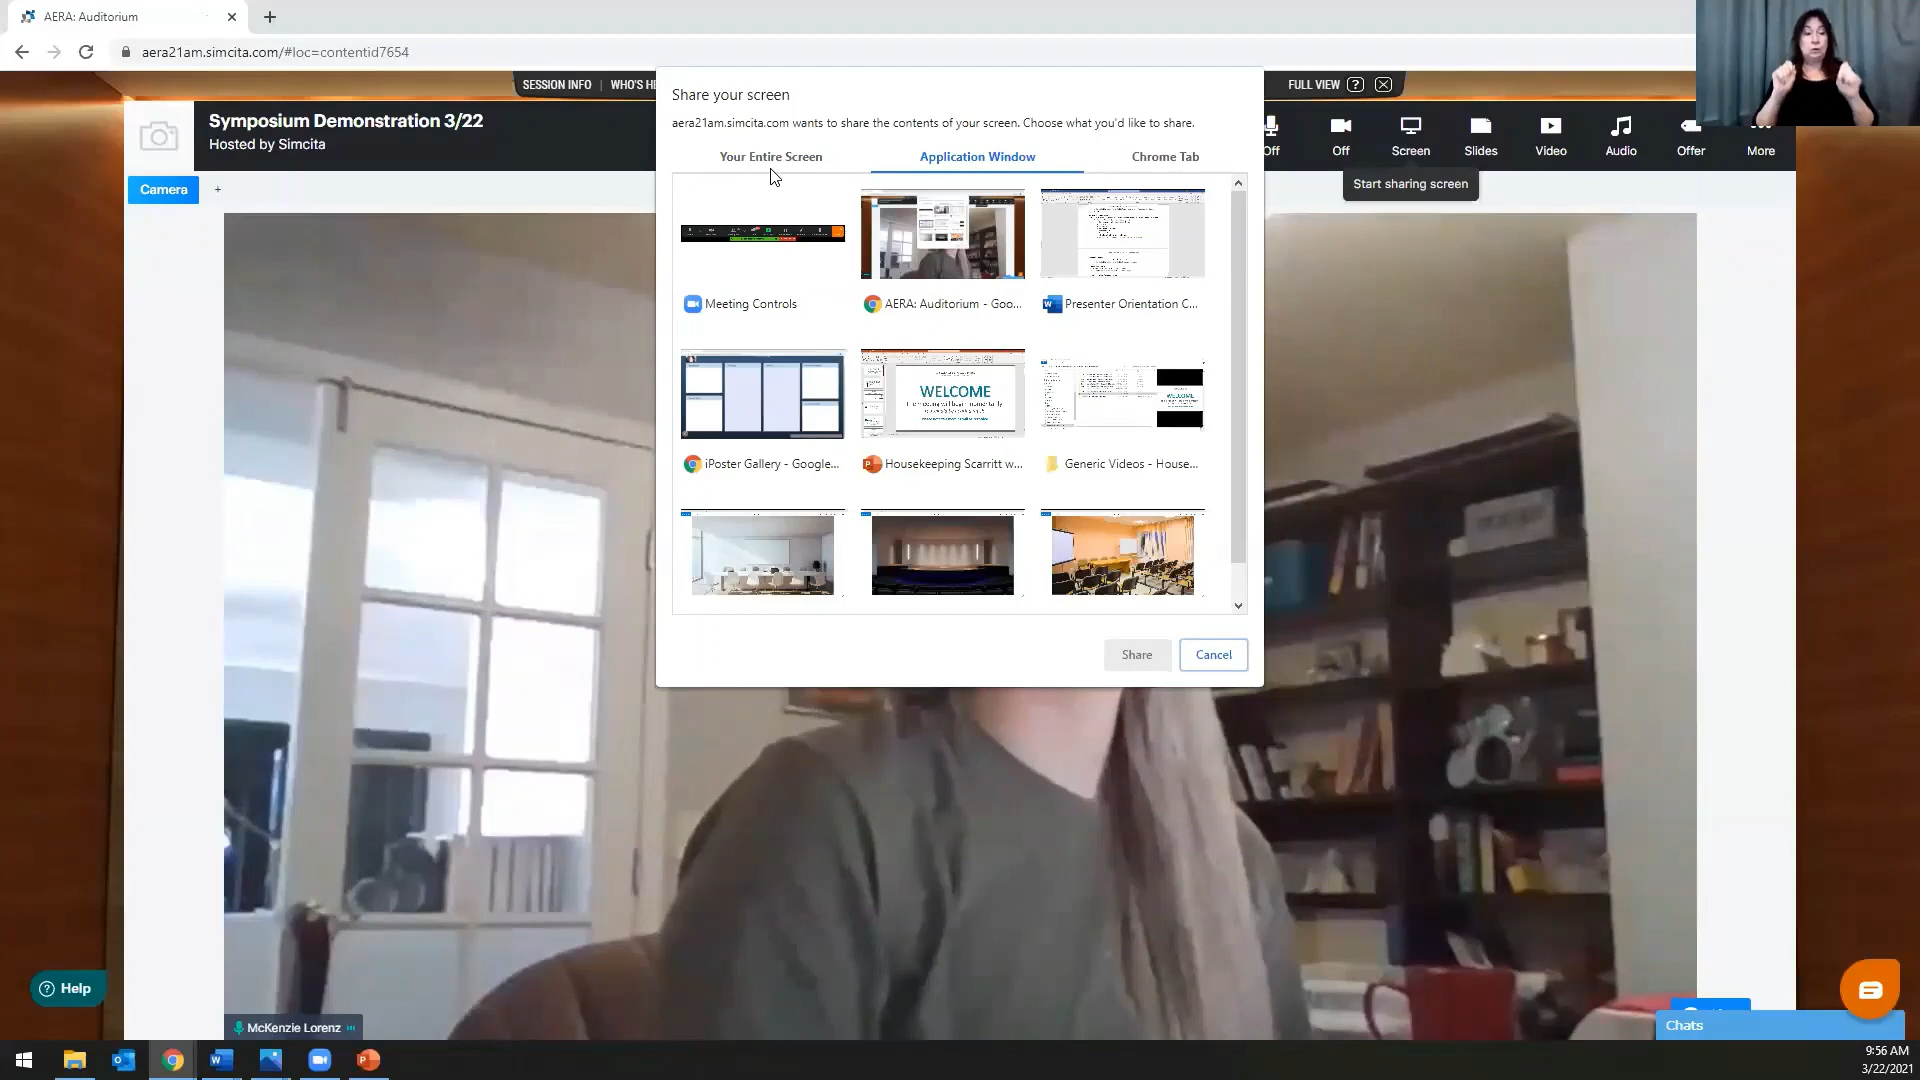 AERA: Auditorium
aera21am.simcita.com/#loc=contentid7654
SESSION INFO
WHO'S HE
FULL VIEW
Symposium Demonstration 3/22
Hosted by Simcita
Off
Off
Screen
Slides
Video
Audio
Offer
More
Start sharing screen
Camera
+
Share your screen
aera21am.simcita.com wants to share the contents of your screen. Choose what you'd like to share.
Your Entire Screen
Application Window
Chrome Tab
Meeting Controls
AERA: Auditorium - Goo...
Presenter Orientation C...
WELCOME
WELCOME
iPoster Gallery - Google...
Housekeeping Scarritt w...
Generic Videos - House...
Share
Cancel
Help
McKenzie Lorenz
Chats
9:56 AM
3/22/2021